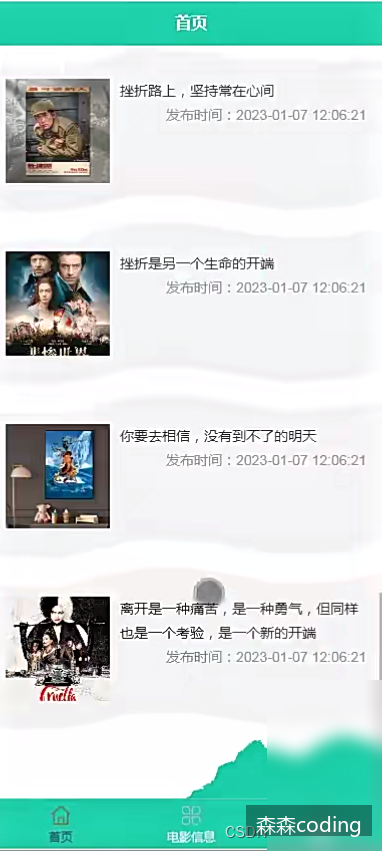 首页
挫折路上，坚持常在心间
发布时间：2023-01-07 12:06:21
挫折是另一个生命的开端
发布时间：2023-01-07 12:06:21
悲惨世界
你要去相信，没有到不了的明天
发布时间：2023-01-07 12:06:21
离开是一种痛苦，是一种勇气，但同样
也是一个考验，是一个新的开端
发布时间：2023-01-07 12:06:21
Cruella
首页
电影信息
CSDN
森森coding